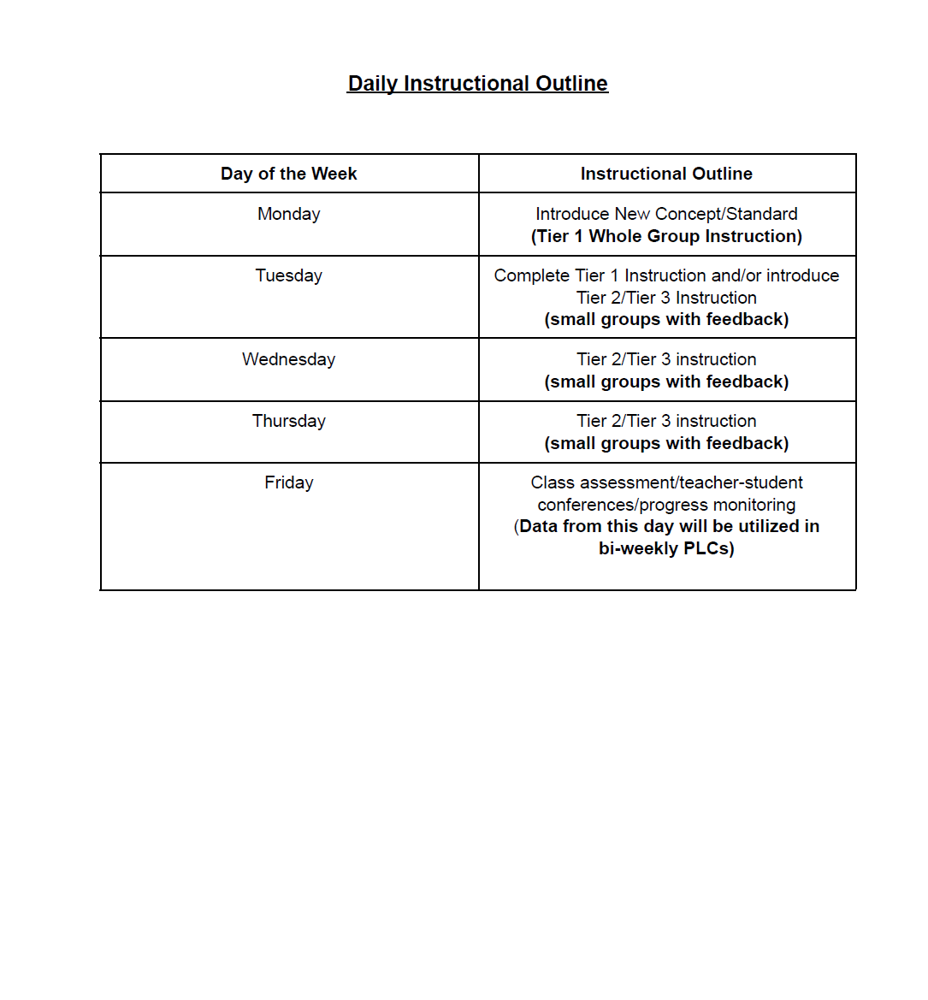 Daily Instructional Outline
Day of the Week
Instructional Outline
Monday
Introduce New Concept/Standard
(Tier 1 Whole Group Instruction)
Tuesday
Complete Tier 1 Instruction and/or introduce
Tier 2/Tier 3 Instruction
(small groups with feedback)
Wednesday
Tier 2/Tier 3 instruction
(small groups with feedback)
Thursday
Tier 2/Tier 3 instruction
(small groups with feedback)
Friday
Class assessment/teacher-student
conferences/progress monitoring
(Data from this day will be utilized in
bi-weekly PLCs)